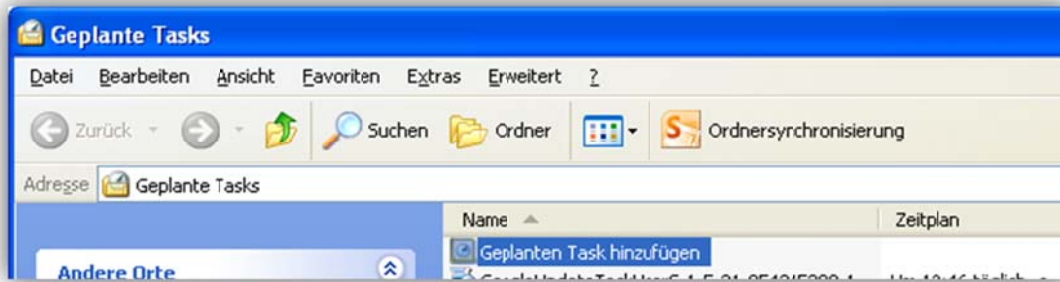 Geplante Tasks
Datei Bearbeiten Ansicht Favoriten Extras Erweitert ?
Zurück Suchen Ordner S Ordnersyrchronisierung
Adresse Geplante Tasks
Name Zeitplan
Geplanten Task hinzufügen
Andere Orte